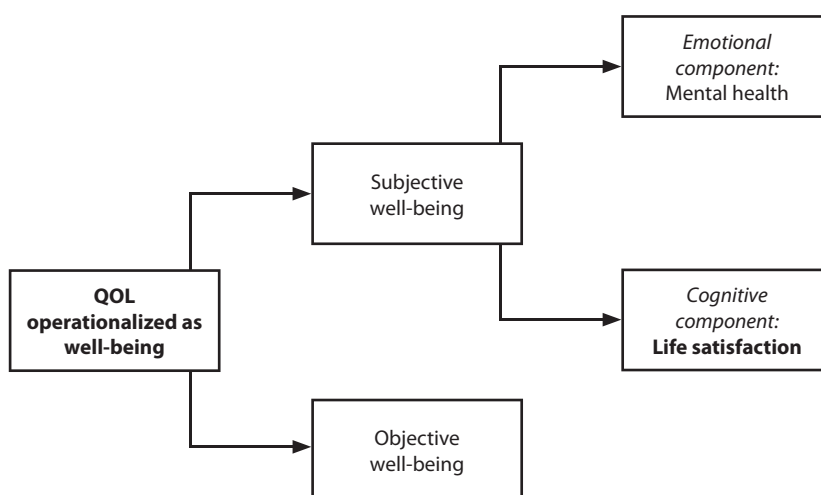 Emotional
component:
Mental health
Subjective
well-being
QOL
operationalized as
well-being
Cognitive
component:
Life satisfaction
Objective
well-being